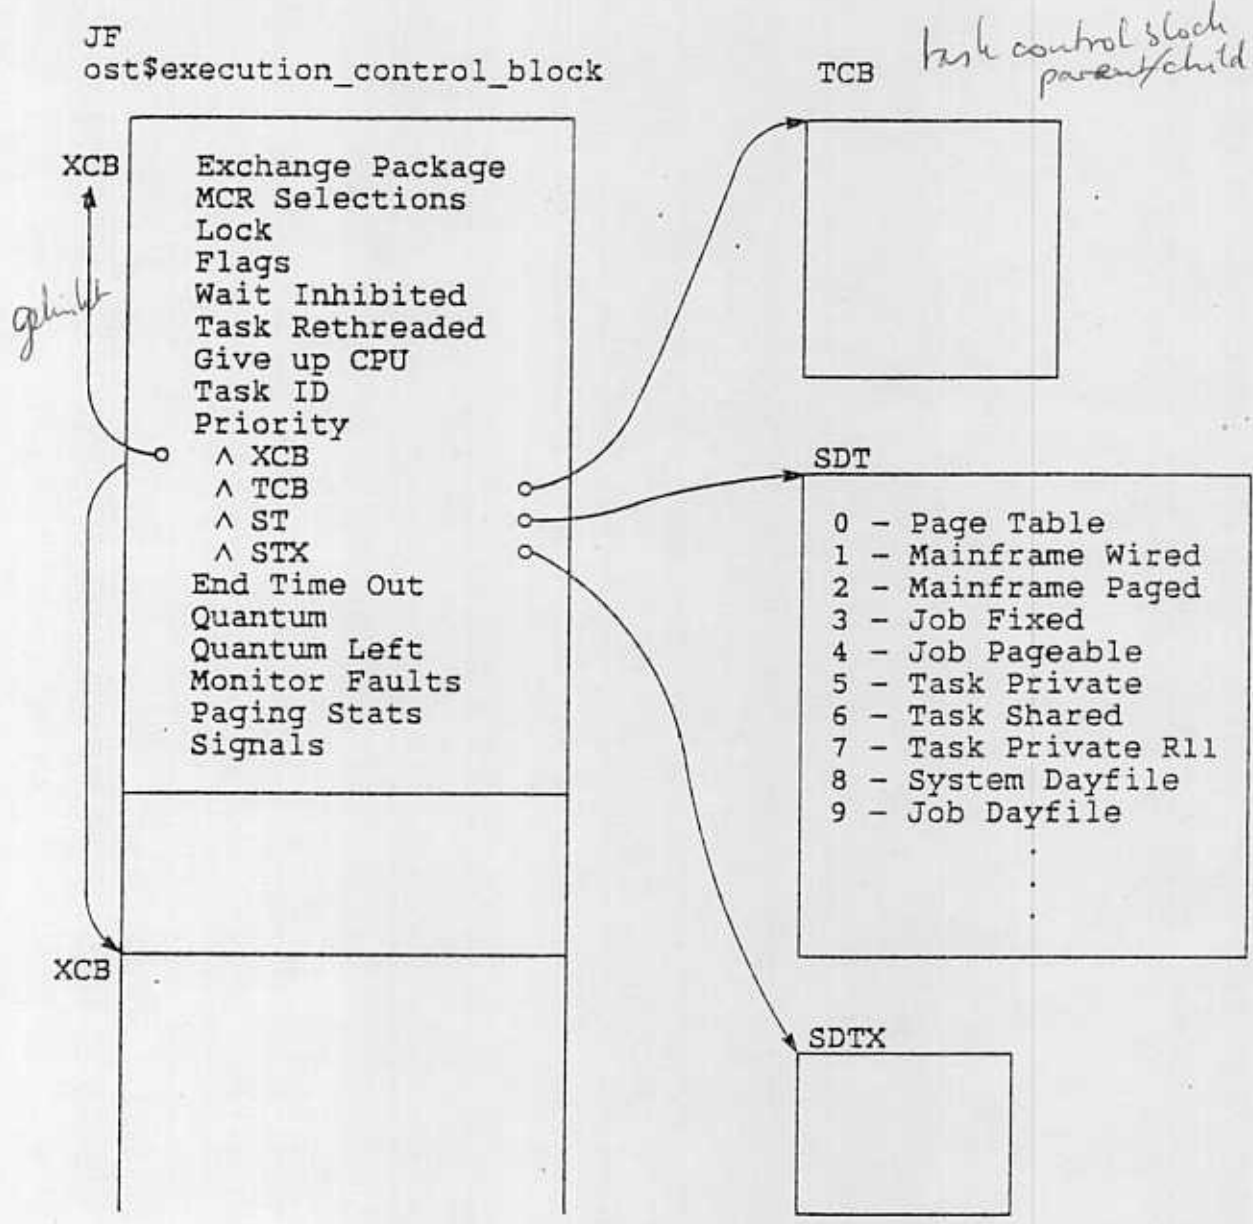 JF
ost$execution_control_block
XCB
Exchange Package
MCR Selections
Lock
Flags
Wait Inhibited
Task Rethreaded
Give up CPU
Task ID
Priority
^ XCB
^ TCB
^ ST
^ STX
End Time Out
Quantum
Quantum Left
Monitor Faults
Paging Stats
Signals
XCB
gelinkt
TCB
task control block
parent/child
SDT
0 - Page Table
1 - Mainframe Wired
2 - Mainframe Paged
3 - Job Fixed
4 - Job Pageable
5 - Task Private
6 - Task Shared
7 - Task Private R11
8 - System Dayfile
9 - Job Dayfile
.
.
.
SDTX